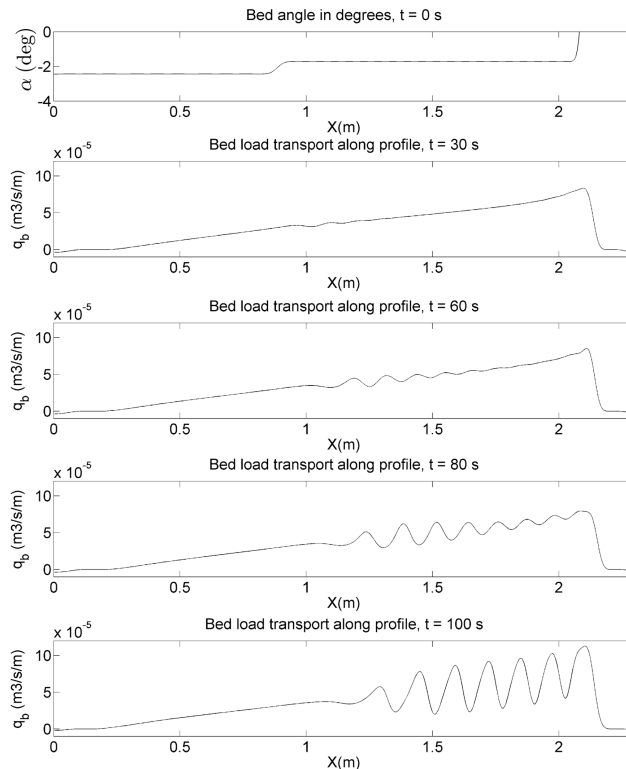 Bed angle in degrees, t = 0 s
α (deg)
0
-2
-4
0 0.5 1 1.5 2
X(m)
Bed load transport along profile, t = 30 s
x 10^-5
q_b (m3/s/m)
10
5
0
0 0.5 1 1.5 2
X(m)
Bed load transport along profile, t = 60 s
x 10^-5
q_b (m3/s/m)
10
5
0
0 0.5 1 1.5 2
X(m)
Bed load transport along profile, t = 80 s
x 10^-5
q_b (m3/s/m)
10
5
0
0 0.5 1 1.5 2
X(m)
Bed load transport along profile, t = 100 s
x 10^-5
q_b (m3/s/m)
10
5
0
0 0.5 1 1.5 2
X(m)